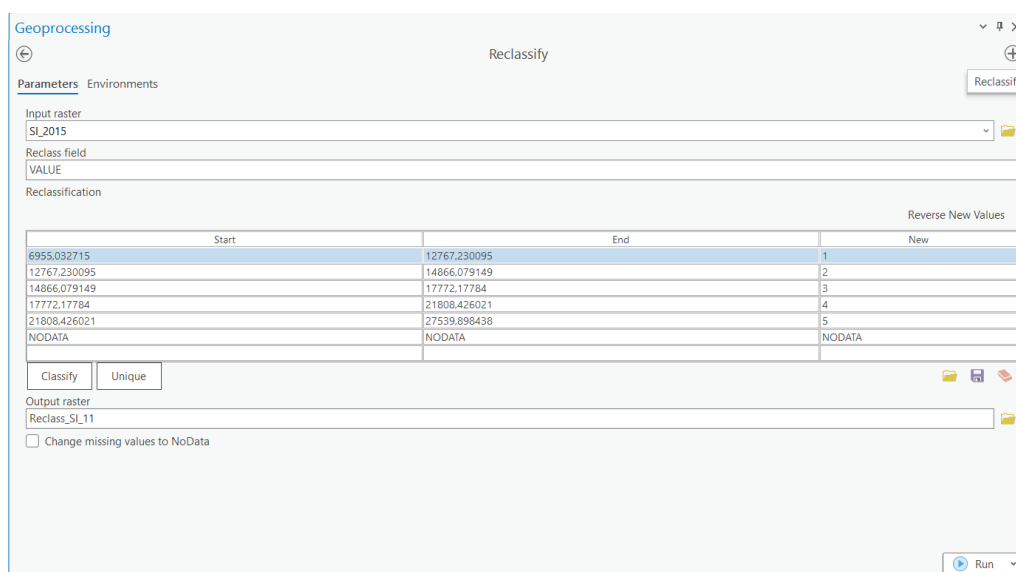 Geoprocessing
Reclassify
Parameters Environments
Reclassif
Input raster
SI_2015
Reclass field
VALUE
Reclassification
Reverse New Values
Start End New
6955,032715 12767,230095 1
12767,230095 14866,079149 2
14866,079149 17772,17784 3
17772,17784 21808,426021 4
21808,426021 27539,898438 5
NODATA NODATA NODATA
Classify Unique
Output raster
Reclass_SI_11
Change missing values to NoData
Run